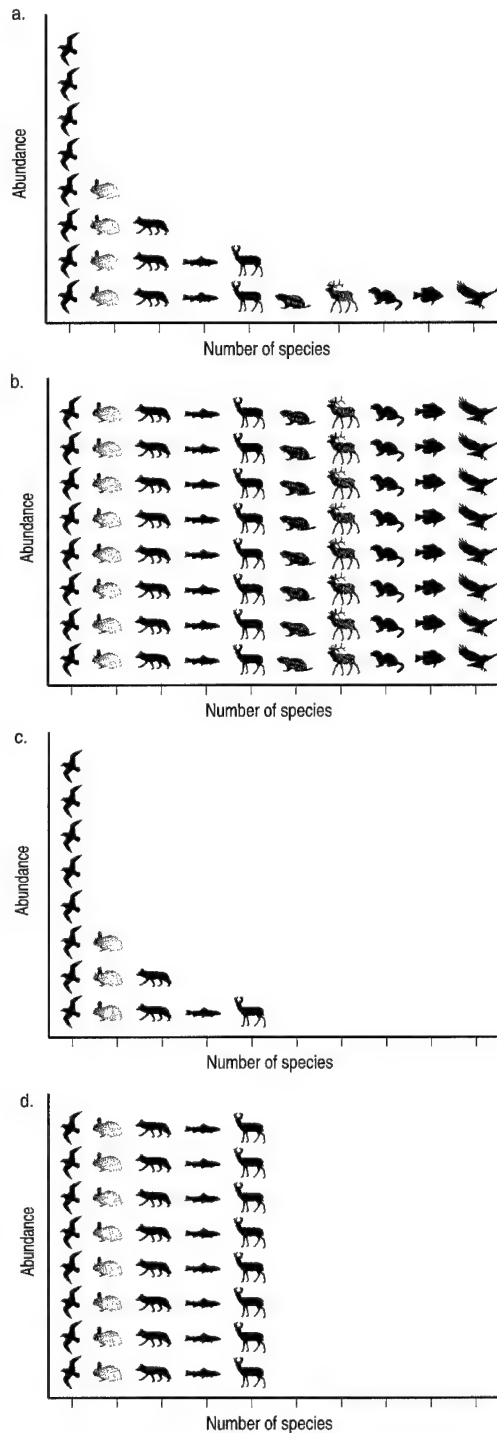 a.
Abundance
Number of species
b.
Abundance
Number of species
c.
Abundance
Number of species
d.
Abundance
Number of species